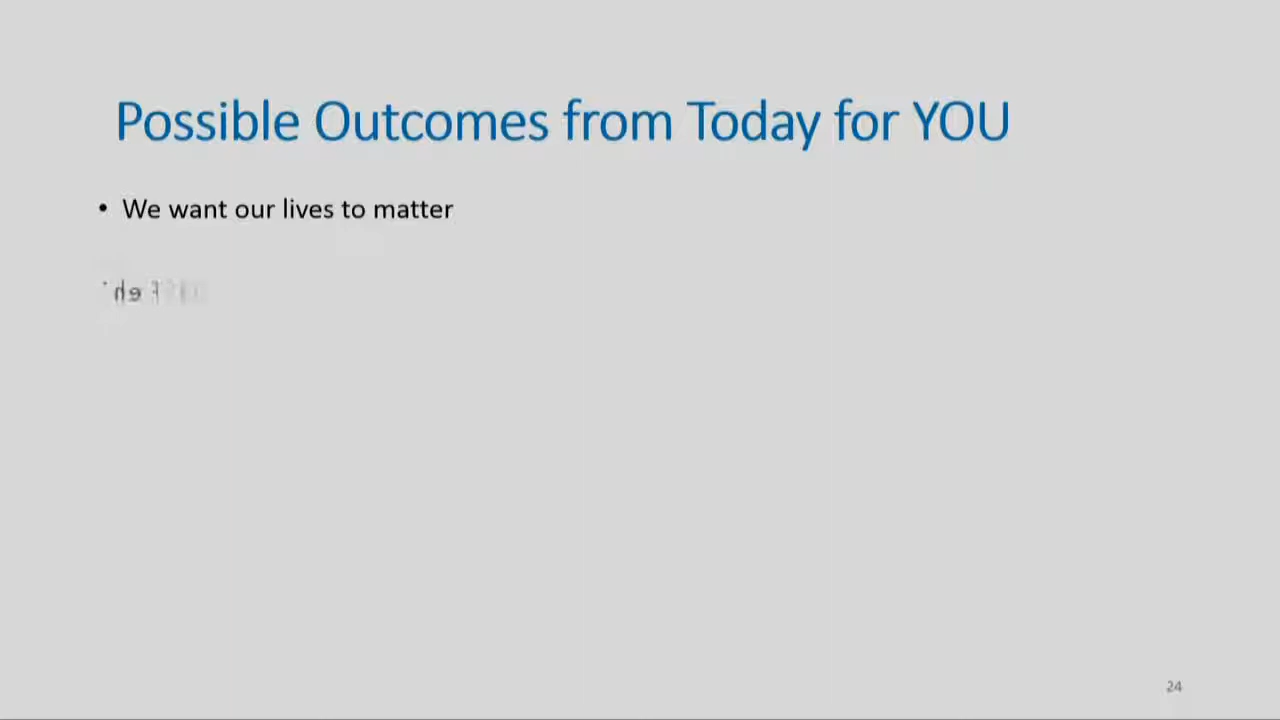 Possible Outcomes from Today for YOU
• We want our lives to matter
24